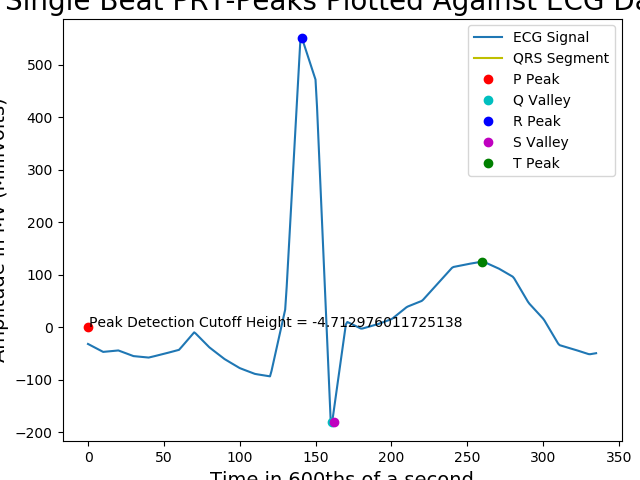 Single Beat PRT-Peaks Plotted Against ECG Da
Amplitude in MV (Millivolts)
500
400
300
200
100
0
−100
−200
ECG Signal
QRS Segment
P Peak
Q Valley
R Peak
S Valley
T Peak
Peak Detection Cutoff Height = -4.712976011725138
0
50
100
150
200
250
300
350
Time in 600ths of a second